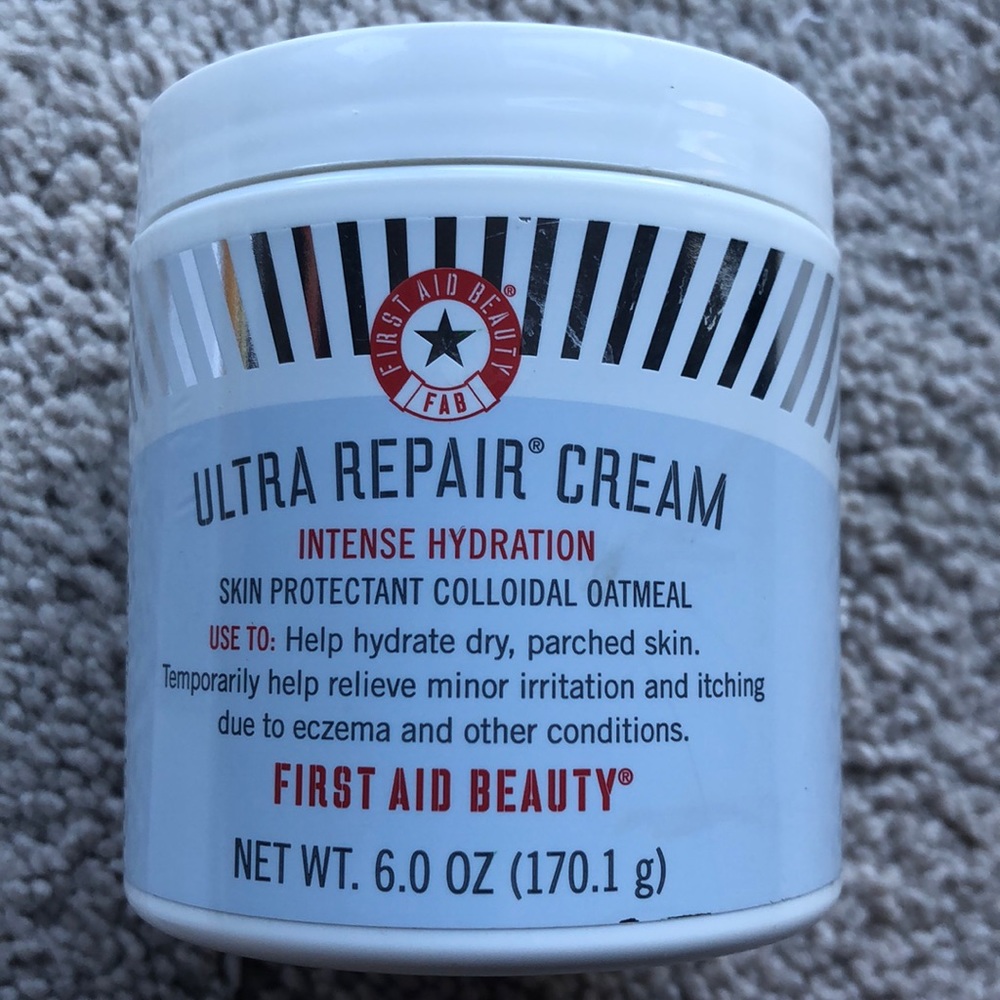 FIRST AID BEAUTY®
FAB
ULTRA REPAIR® CREAM
INTENSE HYDRATION
SKIN PROTECTANT COLLOIDAL OATMEAL
USE TO: Help hydrate dry, parched skin.
Temporarily help relieve minor irritation and itching
due to eczema and other conditions.
FIRST AID BEAUTY®
NET WT. 6.0 OZ (170.1 g)